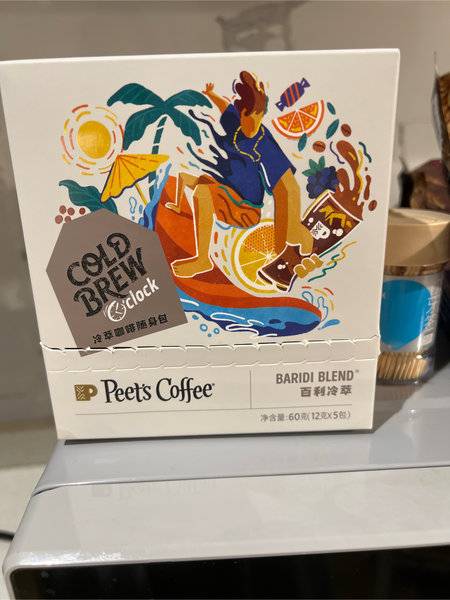 COLD
BREW
O'clock
冷萃咖啡随身包
Peet's Coffee®
BARIDI BLEND®
百利冷萃
净含量:60克(12克X5包)